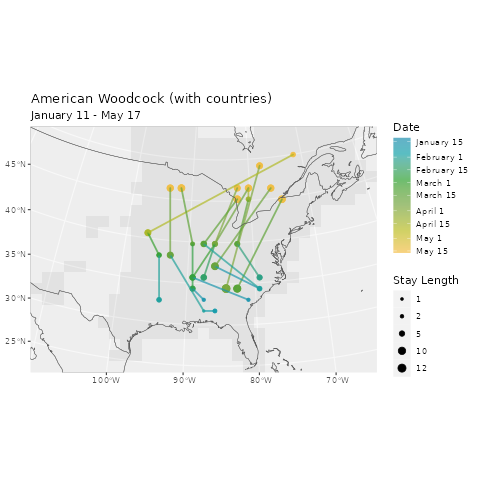 American Woodcock (with countries)
January 11 - May 17
45°N
40°N
35°N
30°N
25°N
100°W
90°W
80°W
70°W
Date
January 15
February 1
February 15
March 1
March 15
April 1
April 15
May 1
May 15
Stay Length
1
2
5
10
12